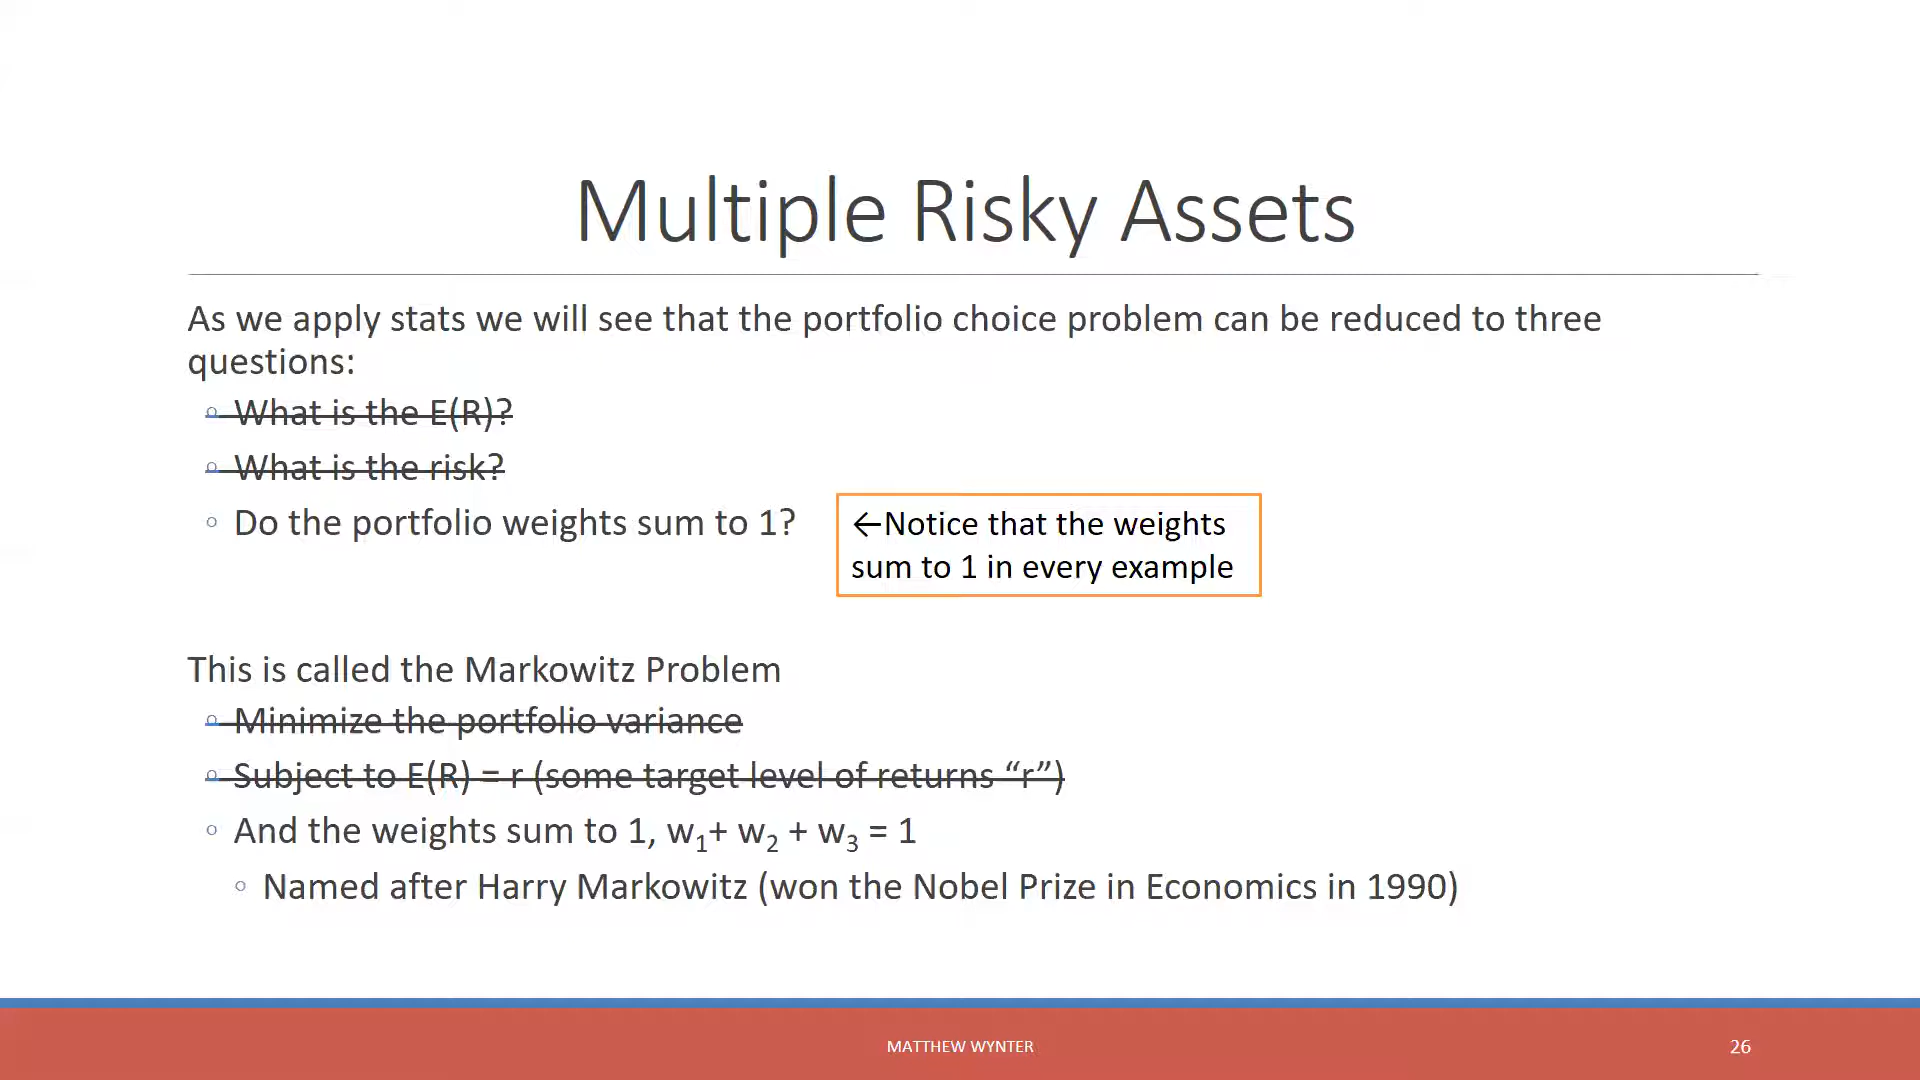 Multiple Risky Assets
As we apply stats we will see that the portfolio choice problem can be reduced to three
questions:
◦ What is the E(R)?
◦ What is the risk?
◦ Do the portfolio weights sum to 1?
←Notice that the weights
sum to 1 in every example
This is called the Markowitz Problem
◦ Minimize the portfolio variance
◦ Subject to E(R) = r (some target level of returns “r”)
◦ And the weights sum to 1, w₁+ w₂ + w₃ = 1
◦ Named after Harry Markowitz (won the Nobel Prize in Economics in 1990)
MATTHEW WYNTER
26